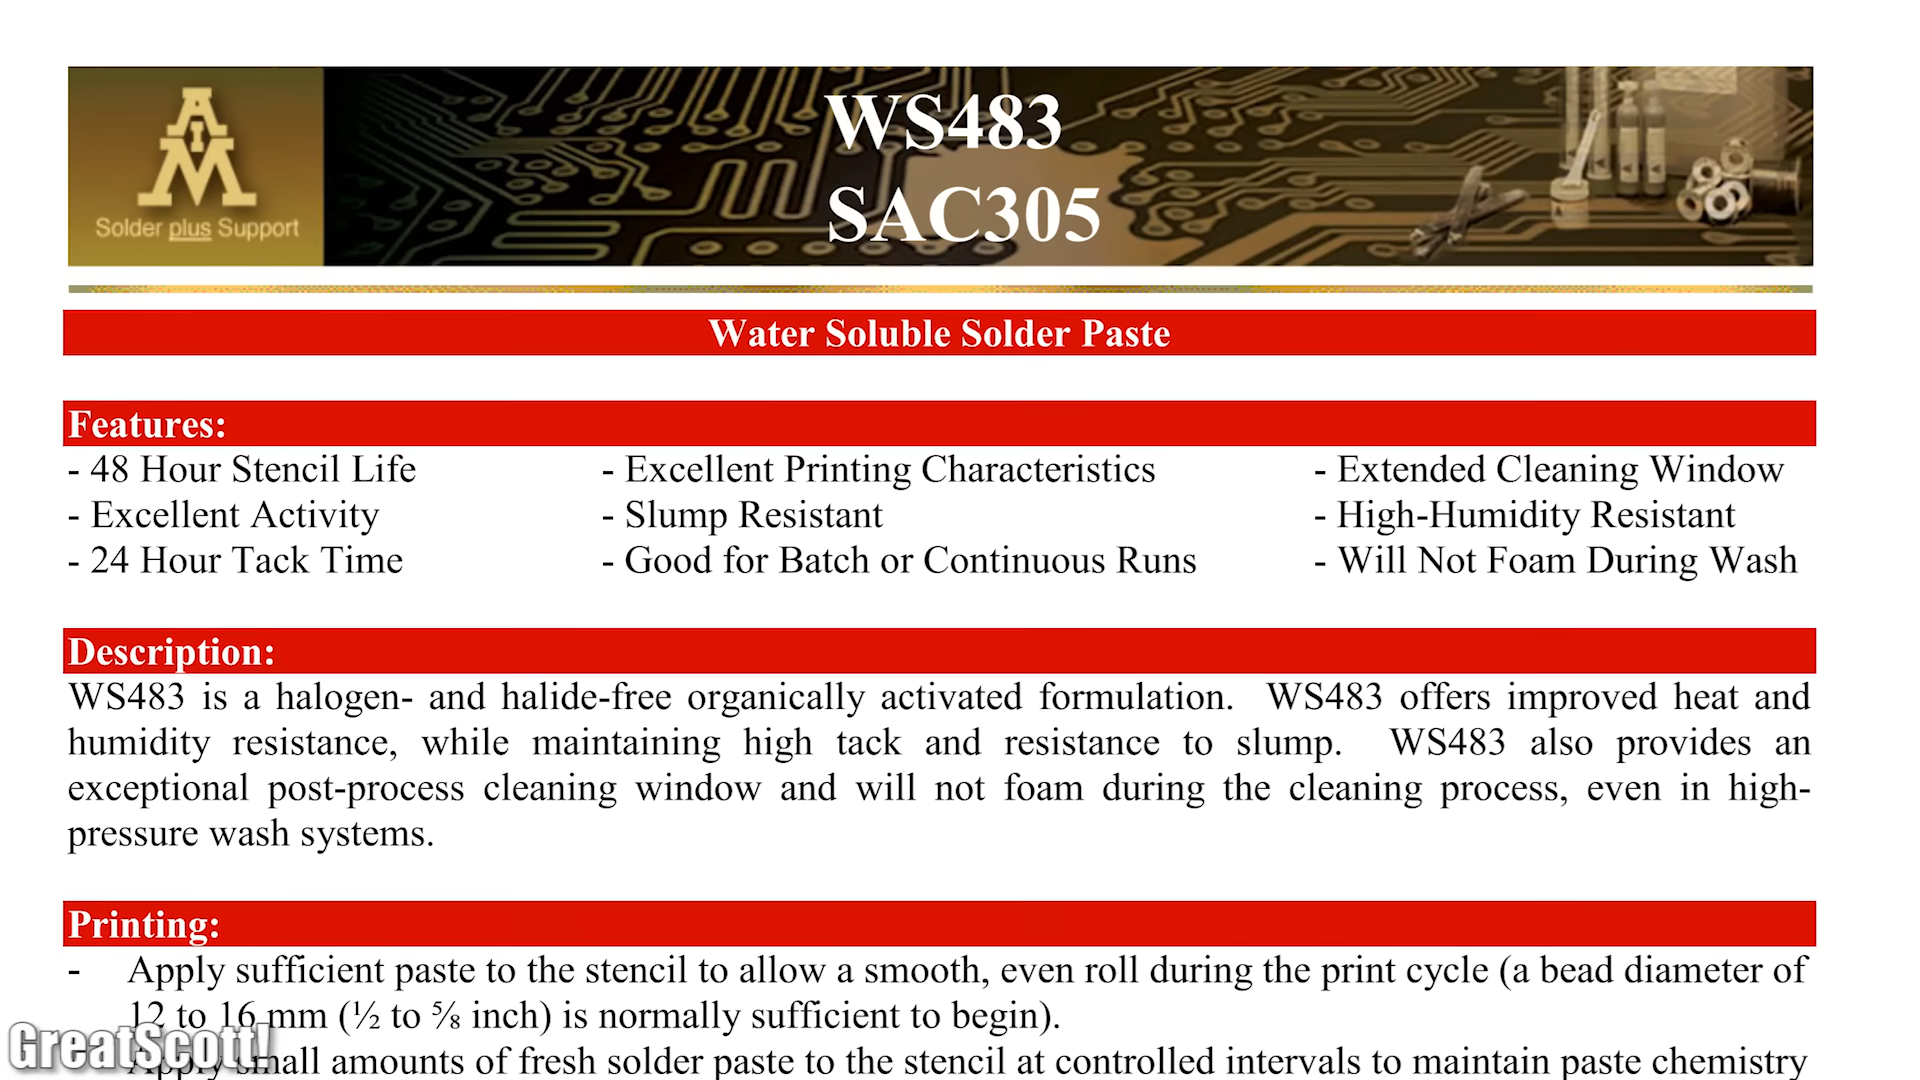 AIM
Solder plus Support
WS483
SAC305
Water Soluble Solder Paste
Features:
- 48 Hour Stencil Life
- Excellent Printing Characteristics
- Extended Cleaning Window
- Excellent Activity
- Slump Resistant
- High-Humidity Resistant
- 24 Hour Tack Time
- Good for Batch or Continuous Runs
- Will Not Foam During Wash
Description:
WS483 is a halogen- and halide-free organically activated formulation. WS483 offers improved heat and
humidity resistance, while maintaining high tack and resistance to slump. WS483 also provides an
exceptional post-process cleaning window and will not foam during the cleaning process, even in high-
pressure wash systems.
Printing:
- Apply sufficient paste to the stencil to allow a smooth, even roll during the print cycle (a bead diameter of
12 to 16 mm (½ to ⅝ inch) is normally sufficient to begin).
Apply small amounts of fresh solder paste to the stencil at controlled intervals to maintain paste chemistry
GreatScott!